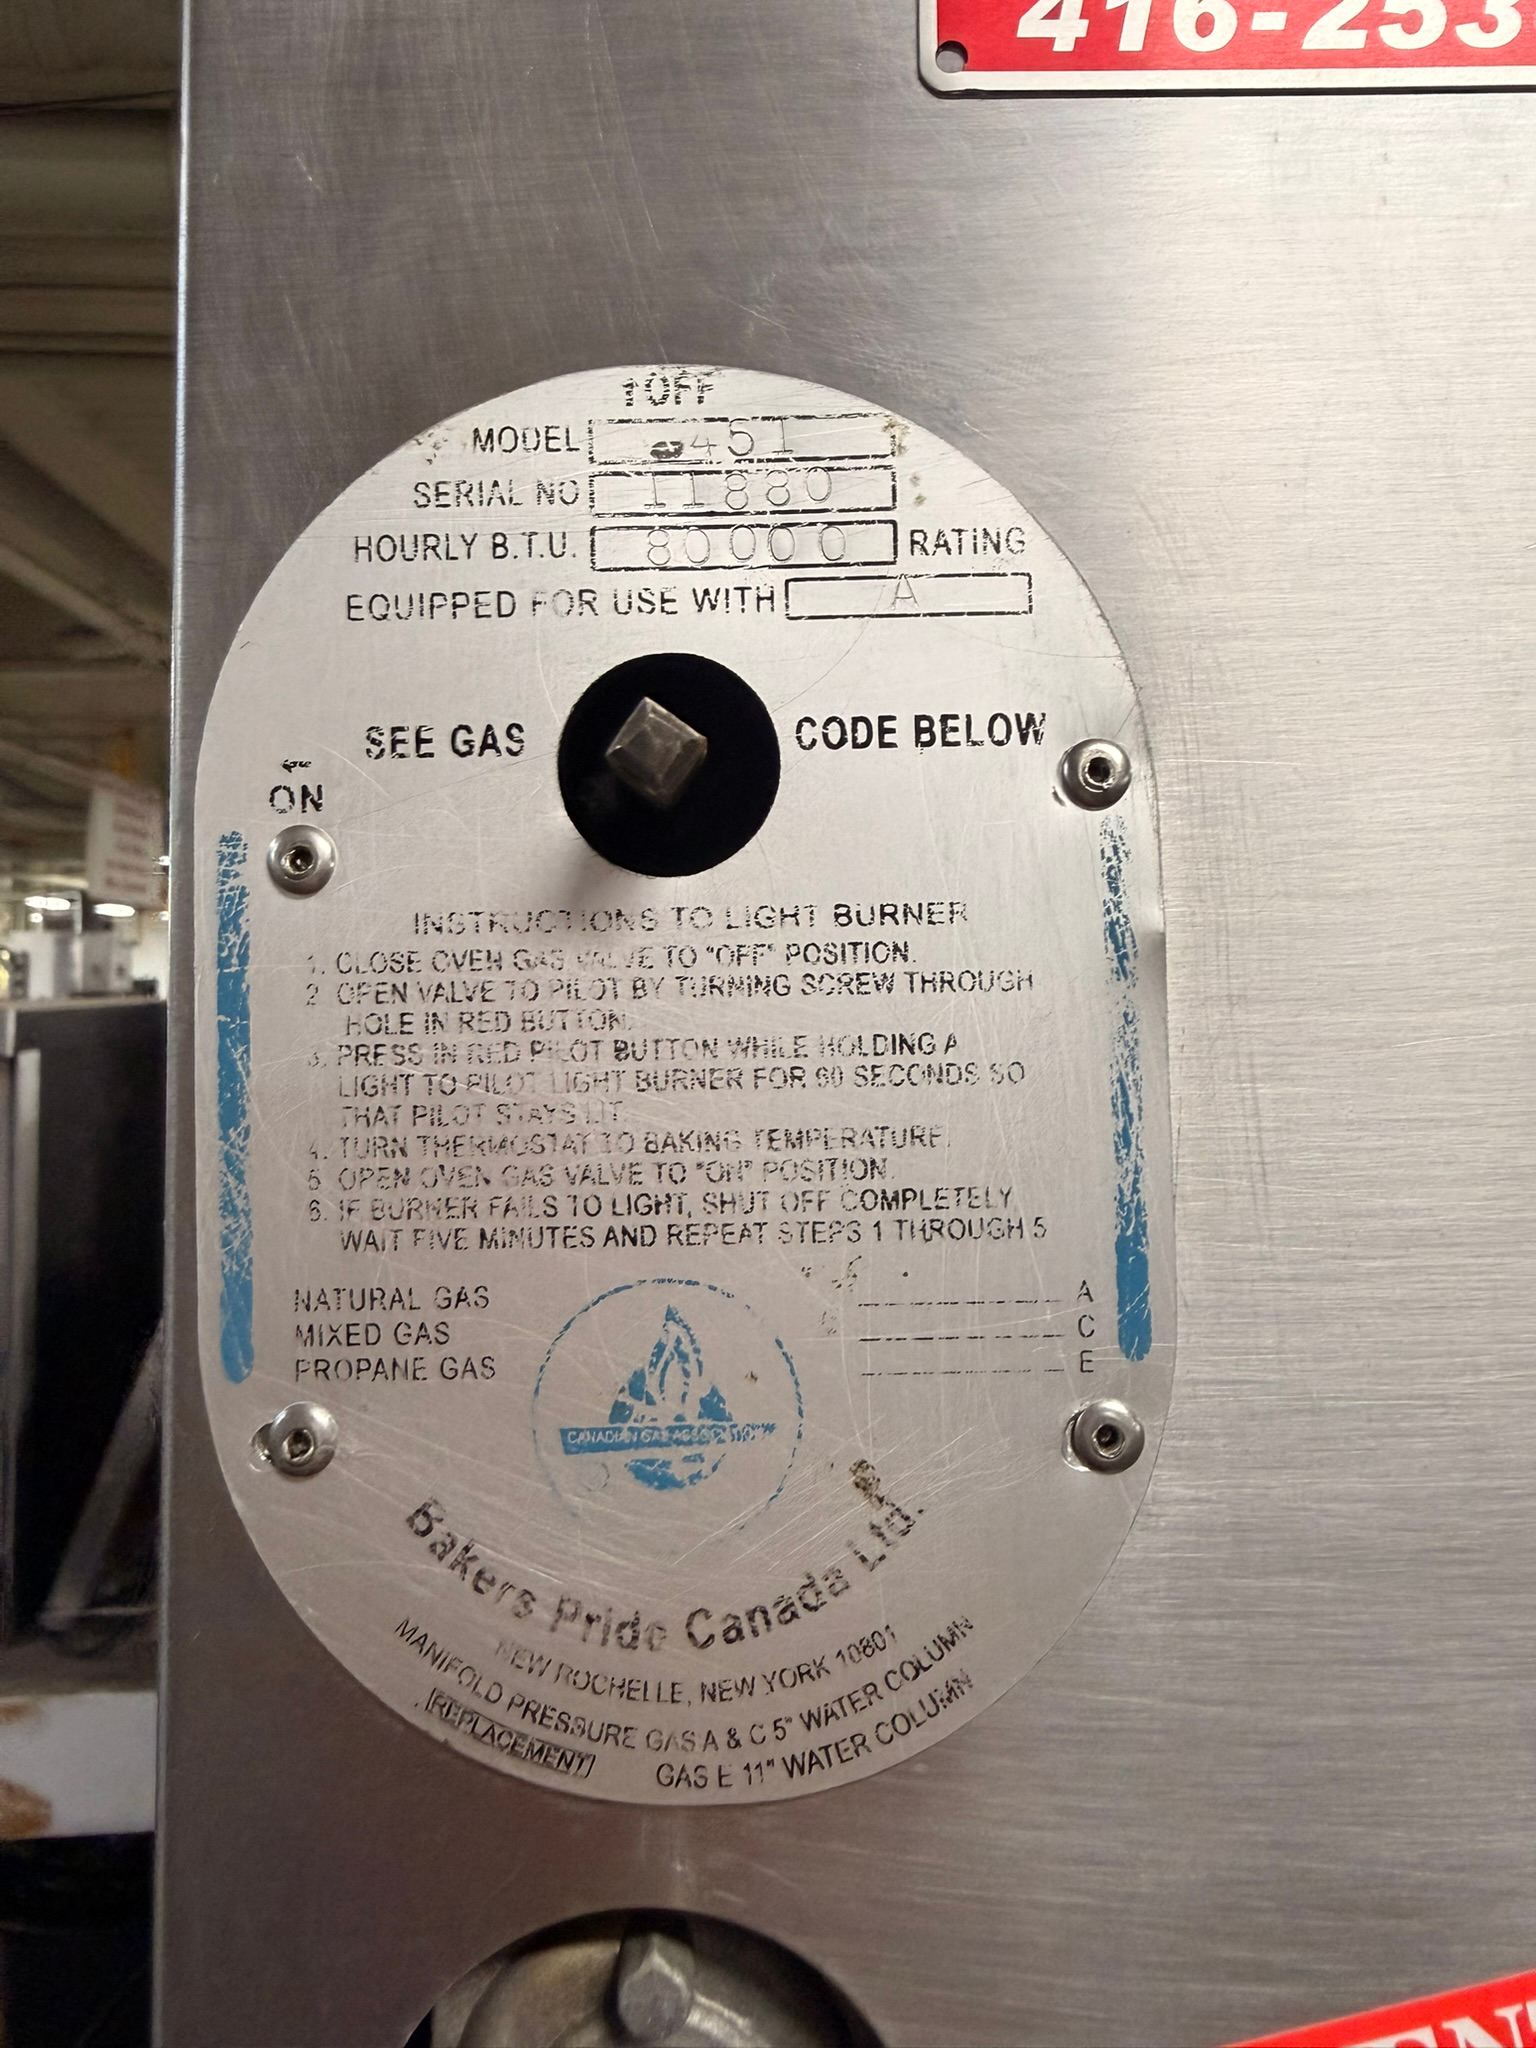 416-253
↑OFF
MODEL 451
SERIAL NO 11880
HOURLY B.T.U. 80000 RATING
EQUIPPED FOR USE WITH A
SEE GAS CODE BELOW
←
ON
INSTRUCTIONS TO LIGHT BURNER
1. CLOSE OVEN GAS VALVE TO "OFF" POSITION.
2 OPEN VALVE TO PILOT BY TURNING SCREW THROUGH
HOLE IN RED BUTTON.
3. PRESS IN RED PILOT BUTTON WHILE HOLDING A
LIGHT TO PILOT LIGHT BURNER FOR 90 SECONDS SO
THAT PILOT STAYS LIT
4. TURN THERMOSTAT TO BAKING TEMPERATURE.
5 OPEN OVEN GAS VALVE TO "ON" POSITION.
6. IF BURNER FAILS TO LIGHT, SHUT OFF COMPLETELY
WAIT FIVE MINUTES AND REPEAT STEPS 1 THROUGH 5
NATURAL GAS A
MIXED GAS C
PROPANE GAS E
CANADIAN GAS ASSOCIATION
Bakers Pride Canada Ltd.
NEW ROCHELLE, NEW YORK 10801
MANIFOLD PRESSURE GAS A & C 5" WATER COLUMN
REPLACEMENT GAS E 11" WATER COLUMN